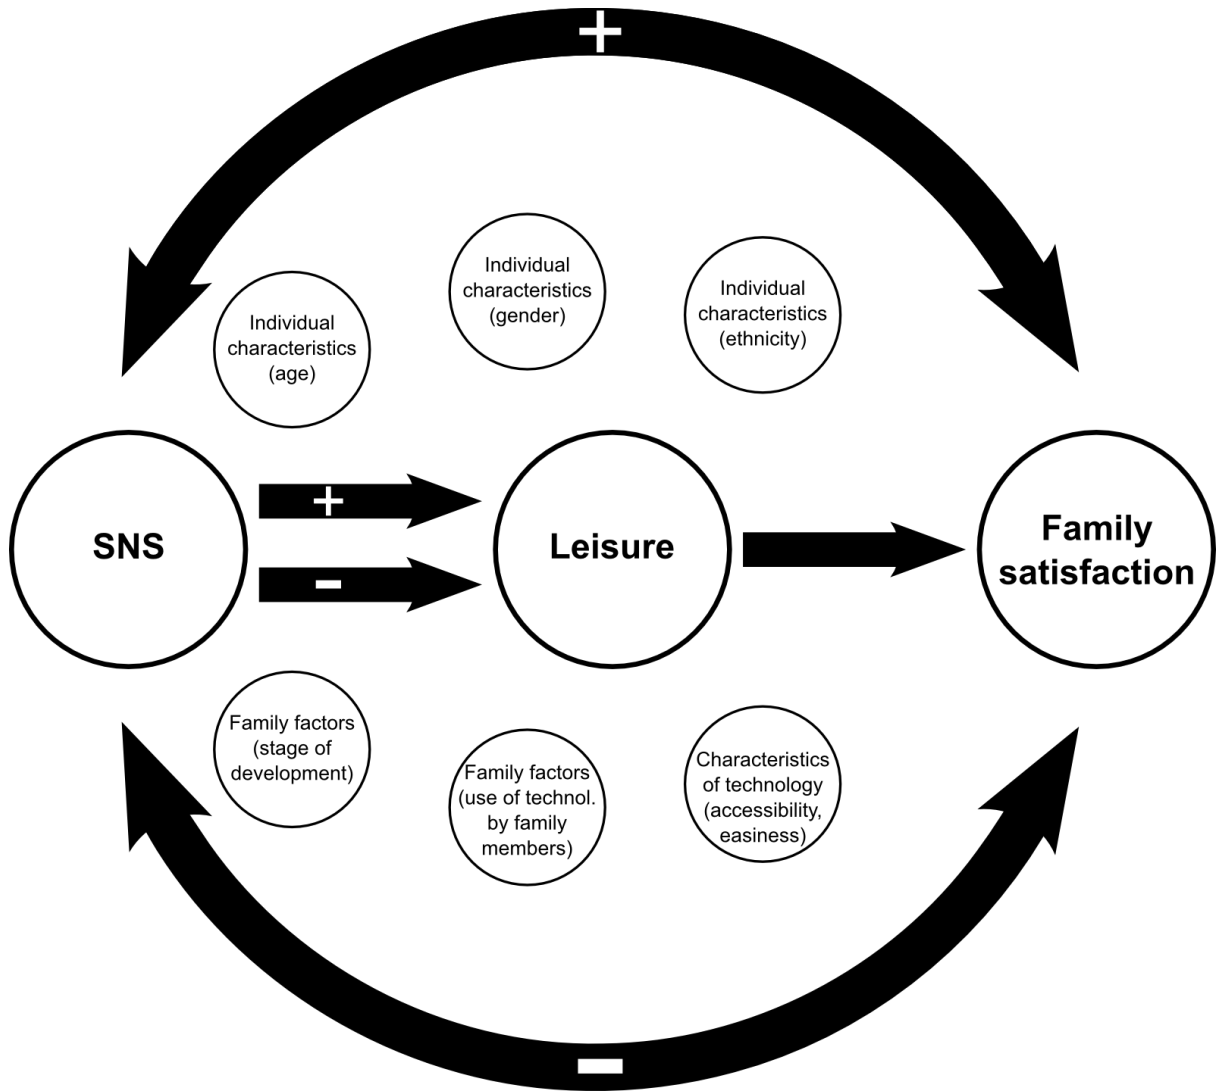 +
Individual
characteristics
(age)
Individual
characteristics
(gender)
Individual
characteristics
(ethnicity)
SNS
+
-
Leisure
Family
satisfaction
Family factors
(stage of
development)
Family factors
(use of technol.
by family
members)
Characteristics
of technology
(accessibility,
easiness)
-